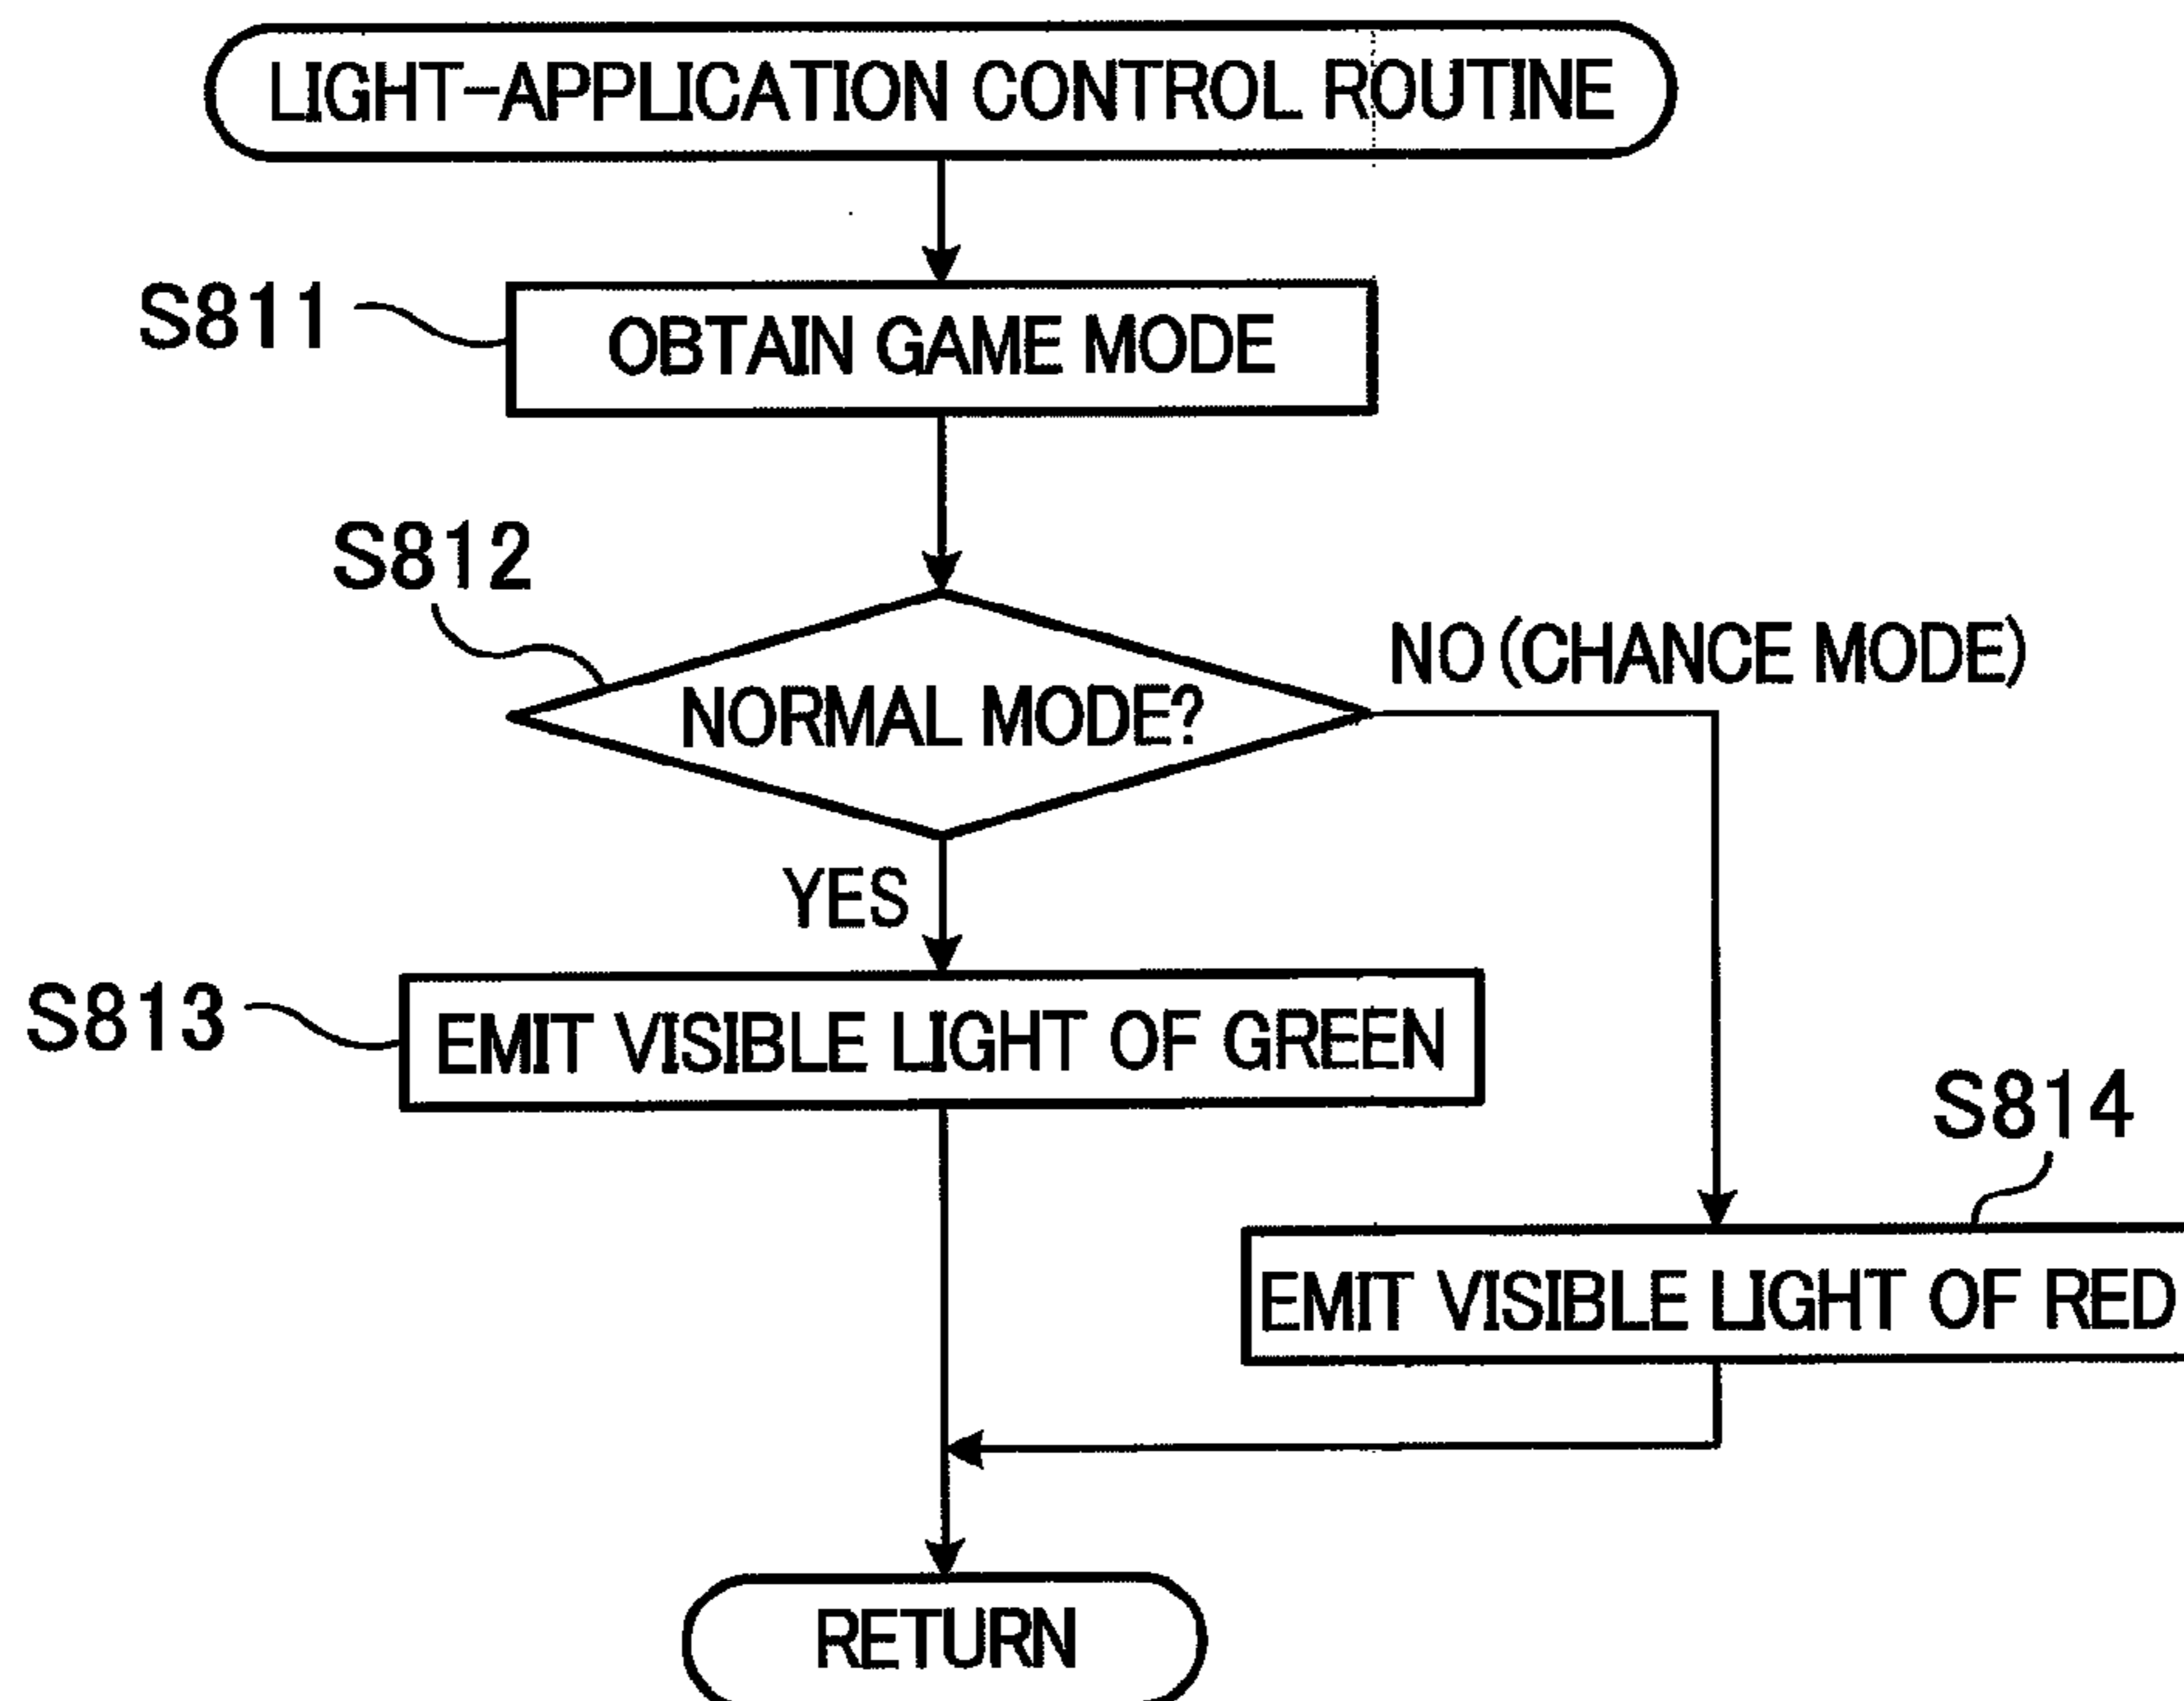 LIGHT-APPLICATION CONTROL ROUTINE
S811
OBTAIN GAME MODE
S812
NORMAL MODE?
NO (CHANCE MODE)
YES
S813
EMIT VISIBLE LIGHT OF GREEN
S814
EMIT VISIBLE LIGHT OF RED
RETURN